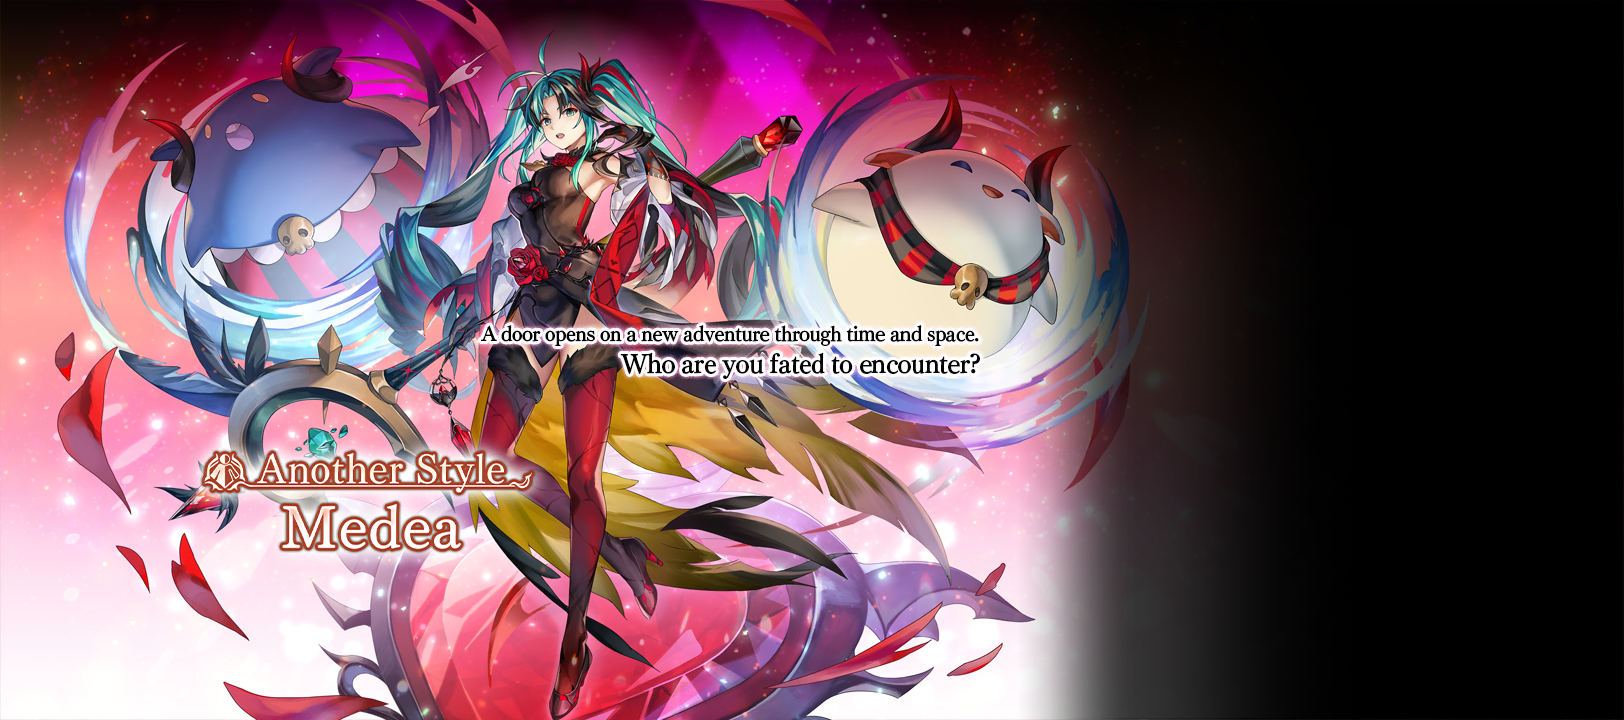 A door opens on a new adventure through time and space.
Who are you fated to encounter?
Another Style
Medea